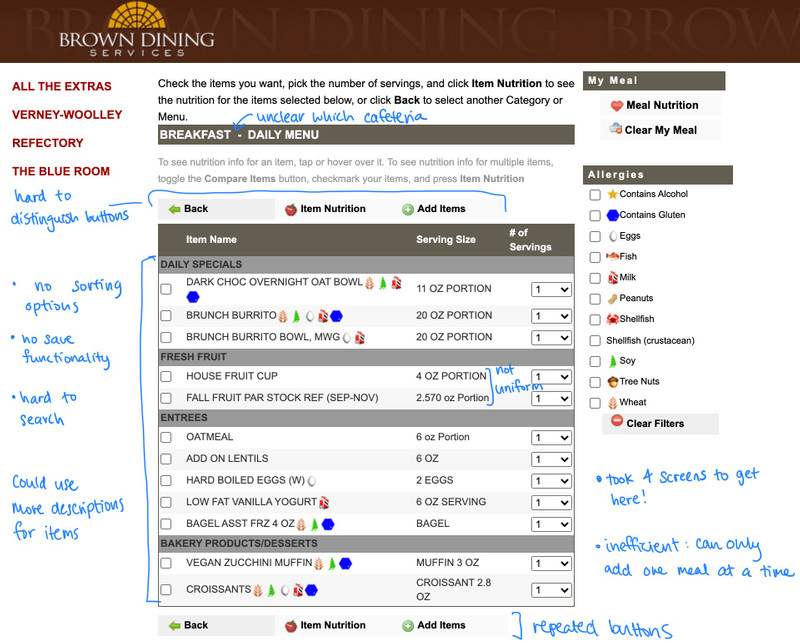 BROWN DINING
SERVICES
ALL THE EXTRAS
VERNEY-WOOLLEY
REFECTORY
THE BLUE ROOM
hard to
distinguish buttons
• no sorting
options
• no save
functionality
• hard to
search
Could use
more descriptions
for items
Check the items you want, pick the number of servings, and click Item Nutrition to see
the nutrition for the items selected below, or click Back to select another Category or
Menu.
unclear which cafeteria
BREAKFAST - DAILY MENU
To see nutrition info for an item, tap or hover over it. To see nutrition info for multiple items,
toggle the Compare Items button, checkmark your items, and press Item Nutrition
Back Item Nutrition Add Items
Item Name Serving Size # of
Servings
DAILY SPECIALS
DARK CHOC OVERNIGHT OAT BOWL 11 OZ PORTION 1
BRUNCH BURRITO 20 OZ PORTION 1
BRUNCH BURRITO BOWL, MWG 20 OZ PORTION 1
FRESH FRUIT
HOUSE FRUIT CUP 4 OZ PORTION 1
FALL FRUIT PAR STOCK REF (SEP-NOV) 2.570 oz Portion 1
not
uniform
ENTREES
OATMEAL 6 oz Portion 1
ADD ON LENTILS 6 OZ 1
HARD BOILED EGGS (W) 2 EGGS 1
LOW FAT VANILLA YOGURT 6 OZ SERVING 1
BAGEL ASST FRZ 4 OZ BAGEL 1
BAKERY PRODUCTS/DESSERTS
VEGAN ZUCCHINI MUFFIN MUFFIN 3 OZ 1
CROISSANTS CROISSANT 2.8
OZ 1
Back Item Nutrition Add Items
repeated buttons
My Meal
Meal Nutrition
Clear My Meal
Allergies
Contains Alcohol
Contains Gluten
Eggs
Fish
Milk
Peanuts
Shellfish
Shellfish (crustacean)
Soy
Tree Nuts
Wheat
Clear Filters
• took 4 screens to get
here!
• inefficient: can only
add one meal at a time